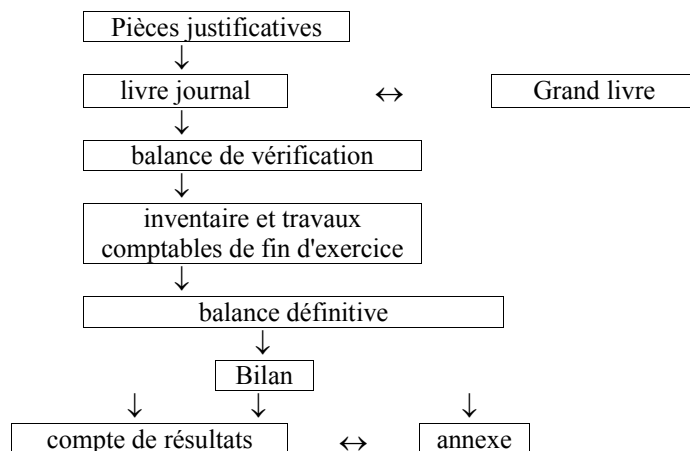 Pièces justificatives
↓
livre journal ↔ Grand livre
↓
balance de vérification
↓
inventaire et travaux
comptables de fin d'exercice
↓
balance définitive
↓
Bilan
↓ ↓ ↓
compte de résultats ↔ annexe